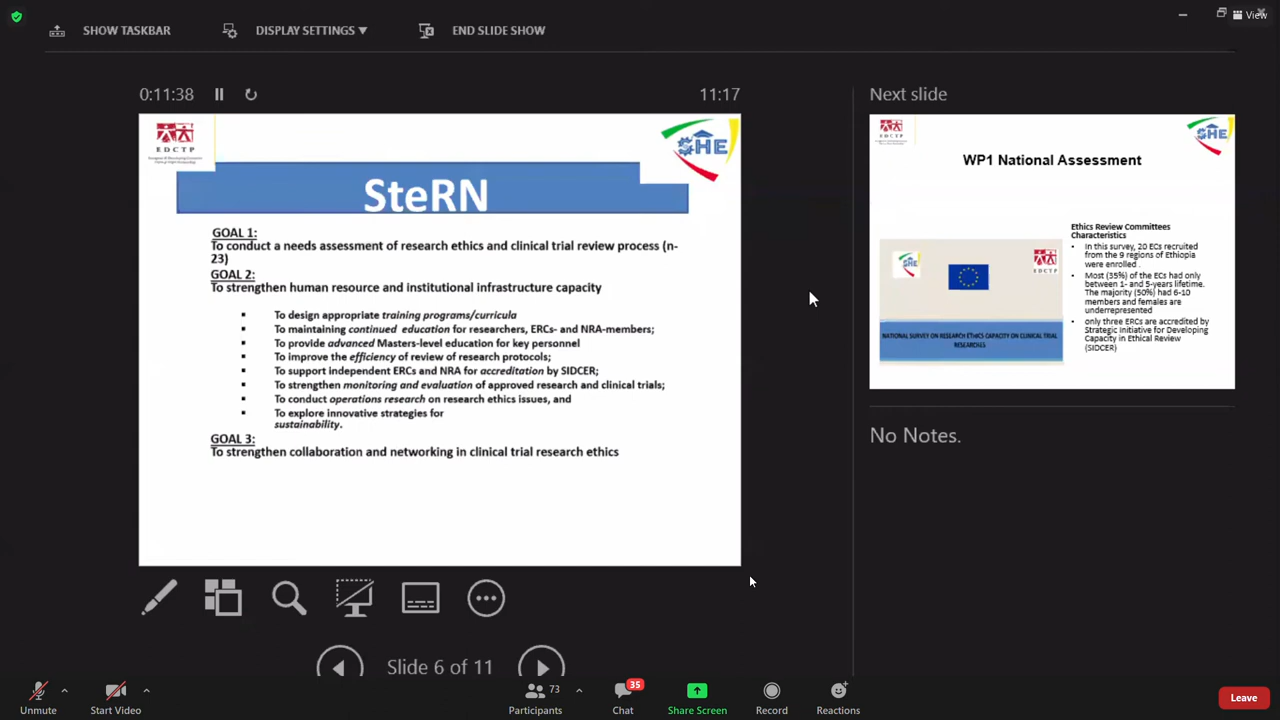 SHOW TASKBAR
DISPLAY SETTINGS
END SLIDE SHOW
View
0:11:38
11:17
Next slide
EDCTP
SHE
SteRN
GOAL 1:
To conduct a needs assessment of research ethics and clinical trial review process (n-
23)
GOAL 2:
To strengthen human resource and institutional infrastructure capacity
To design appropriate training programs/curricula
To maintaining continued education for researchers, ERCs- and NRA-members;
To provide advanced Masters-level education for key personnel
To improve the efficiency of review of research protocols;
To support independent ERCs and NRA for accreditation by SIDCER;
To strengthen monitoring and evaluation of approved research and clinical trials;
To conduct operations research on research ethics issues, and
To explore innovative strategies for
sustainability.
GOAL 3:
To strengthen collaboration and networking in clinical trial research ethics
EDCTP
SHE
WP1 National Assessment
SHE
EDCTP
NATIONAL SURVEY ON RESEARCH ETHICS CAPACITY ON CLINICAL TRIAL
RESEARCHES
Ethics Review Committees
Characteristics
• In this survey, 20 ECs recruited
from the 9 regions of Ethiopia
were enrolled .
• Most (35%) of the ECs had only
between 1- and 5-years lifetime.
The majority (50%) had 6-10
members and females are
underrepresented
• only three ERCs are accredited by
Strategic Initiative for Developing
Capacity in Ethical Review
(SIDCER)
No Notes.
Slide 6 of 11
Unmute
Start Video
73
Participants
35
Chat
Share Screen
Record
Reactions
Leave